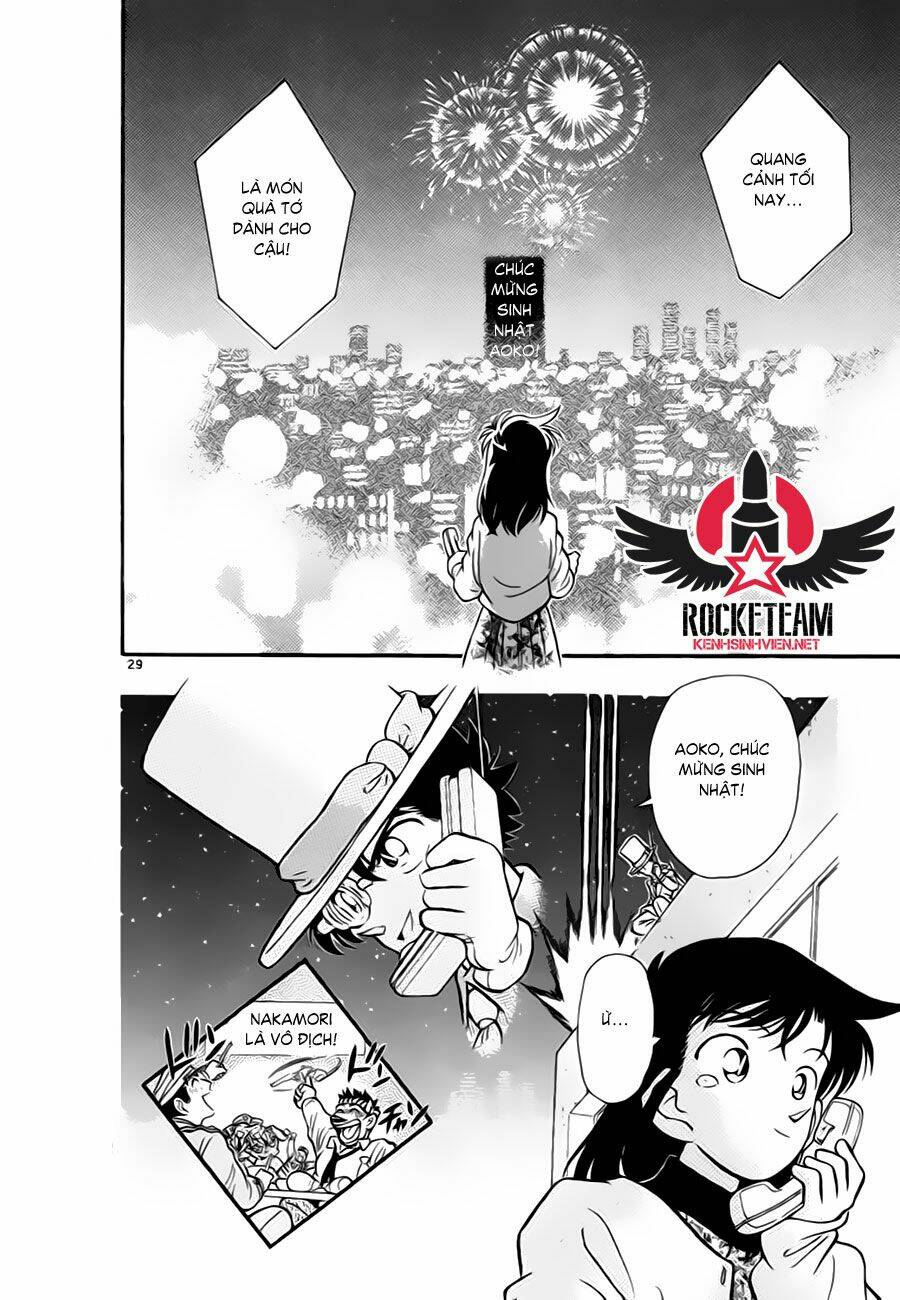 QUANG
CẢNH TỐI
NAY...
LÀ MÓN
QUÀ TỚ
DÀNH CHO
CẬU!
CHÚC
MỪNG
SINH
NHẬT
AOKO!
ROCKETEAM
KENHSINHVIEN.NET
29
AOKO, CHÚC
MỪNG SINH
NHẬT!
Ừ...
NAKAMORI
LÀ VÔ ĐỊCH!